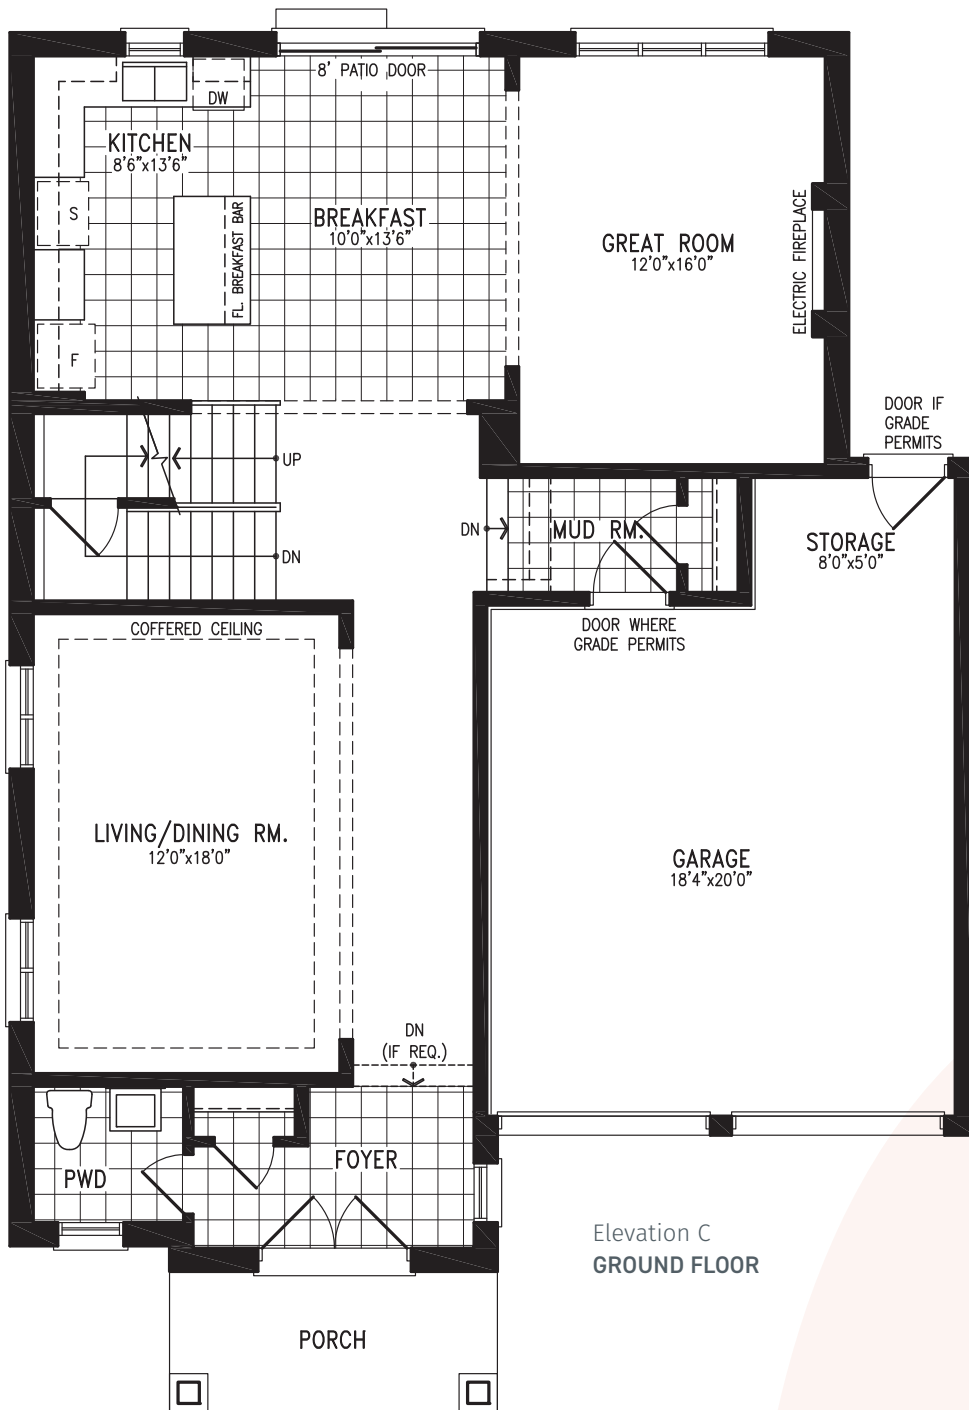 8' PATIO DOOR
DW
KITCHEN
8'6"x13'6"
S
FL. BREAKFAST BAR
BREAKFAST
10'0"x13'6"
GREAT ROOM
12'0"x16'0"
ELECTRIC FIREPLACE
F
DOOR IF
GRADE
PERMITS
UP
DN
DN
MUD RM.
STORAGE
8'0"x5'0"
COFFERED CEILING
DOOR WHERE
GRADE PERMITS
LIVING/DINING RM.
12'0"x18'0"
GARAGE
18'4"x20'0"
DN
(IF REQ.)
PWD
FOYER
Elevation C
GROUND FLOOR
PORCH